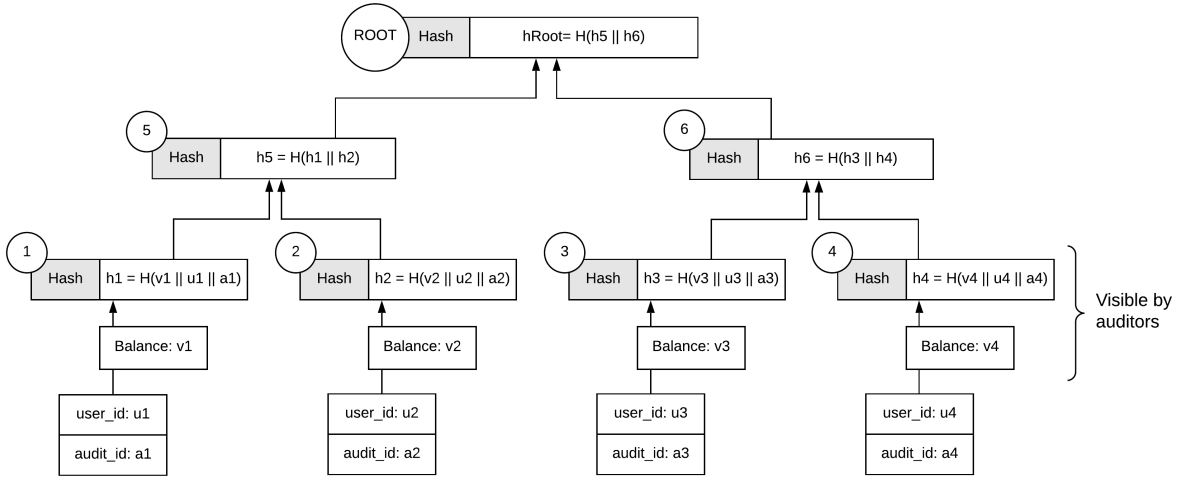 ROOT
Hash
hRoot= H(h5 || h6)
5
Hash
h5 = H(h1 || h2)
6
Hash
h6 = H(h3 || h4)
1
Hash
h1 = H(v1 || u1 || a1)
2
Hash
h2 = H(v2 || u2 || a2)
3
Hash
h3 = H(v3 || u3 || a3)
4
Hash
h4 = H(v4 || u4 || a4)
Visible by
auditors
Balance: v1
Balance: v2
Balance: v3
Balance: v4
user_id: u1
user_id: u2
user_id: u3
user_id: u4
audit_id: a1
audit_id: a2
audit_id: a3
audit_id: a4